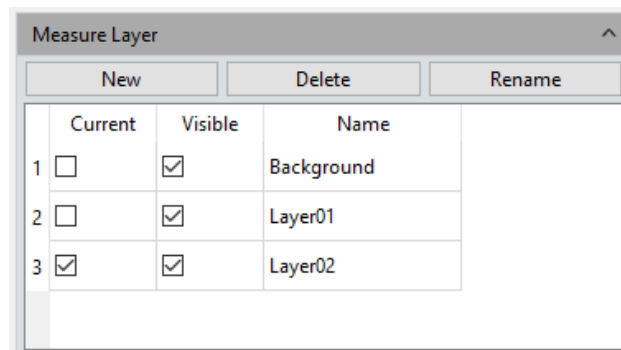 Measure Layer
New Delete Rename
Current Visible Name
1 Background
2 Layer01
3 Layer02